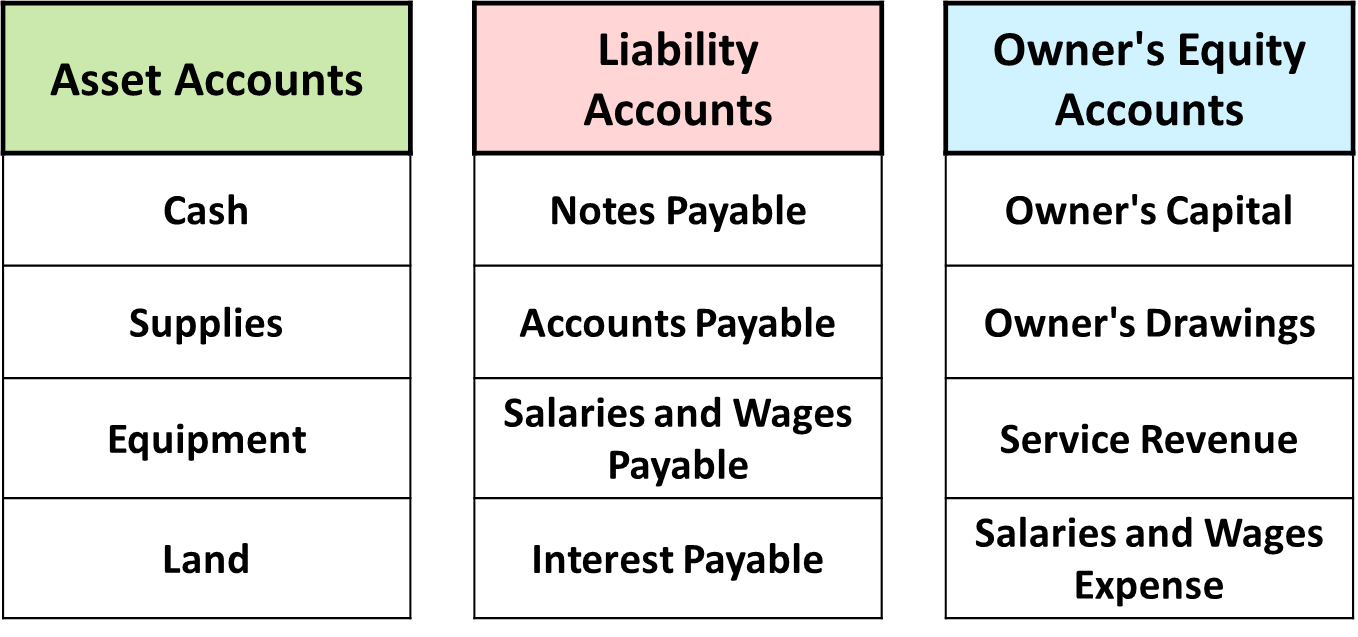 Asset Accounts
Cash
Supplies
Equipment
Land
Liability
Accounts
Notes Payable
Accounts Payable
Salaries and Wages
Payable
Interest Payable
Owner's Equity
Accounts
Owner's Capital
Owner's Drawings
Service Revenue
Salaries and Wages
Expense